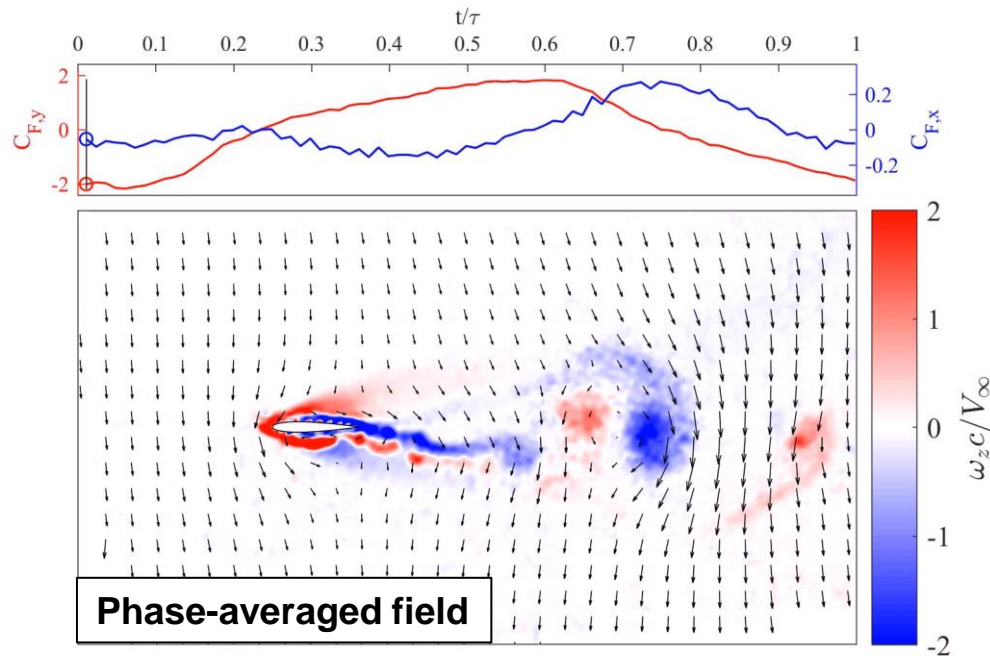 t/τ
0 0.1 0.2 0.3 0.4 0.5 0.6 0.7 0.8 0.9 1
2
0
-2
C_{F,y}
0.2
0
-0.2
C_{F,x}
2
1
0
-1
-2
ω_z c/V_∞
Phase-averaged field